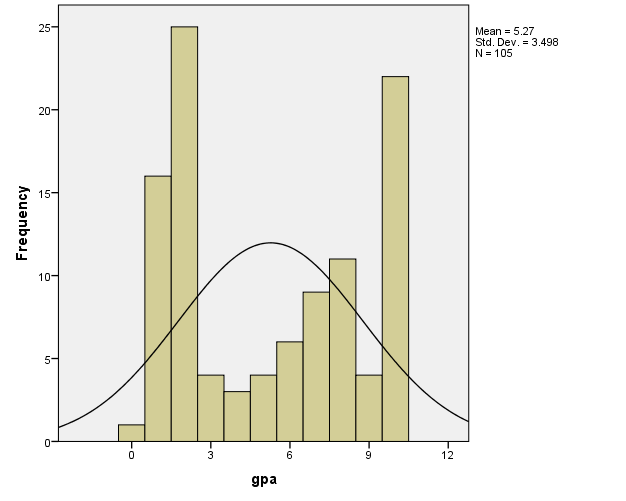 Mean = 5.27
Std. Dev. = 3.498
N = 105
25
20
15
10
5
0
Frequency
0 3 6 9 12
gpa